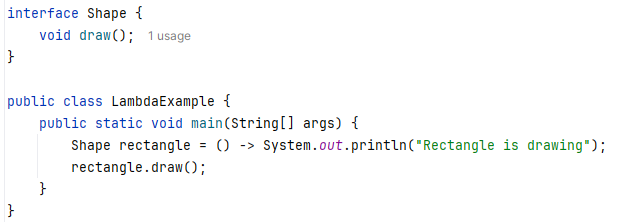 interface Shape {
    void draw();  1 usage
}

public class LambdaExample {
    public static void main(String[] args) {
        Shape rectangle = () -> System.out.println("Rectangle is drawing");
        rectangle.draw();
    }
}